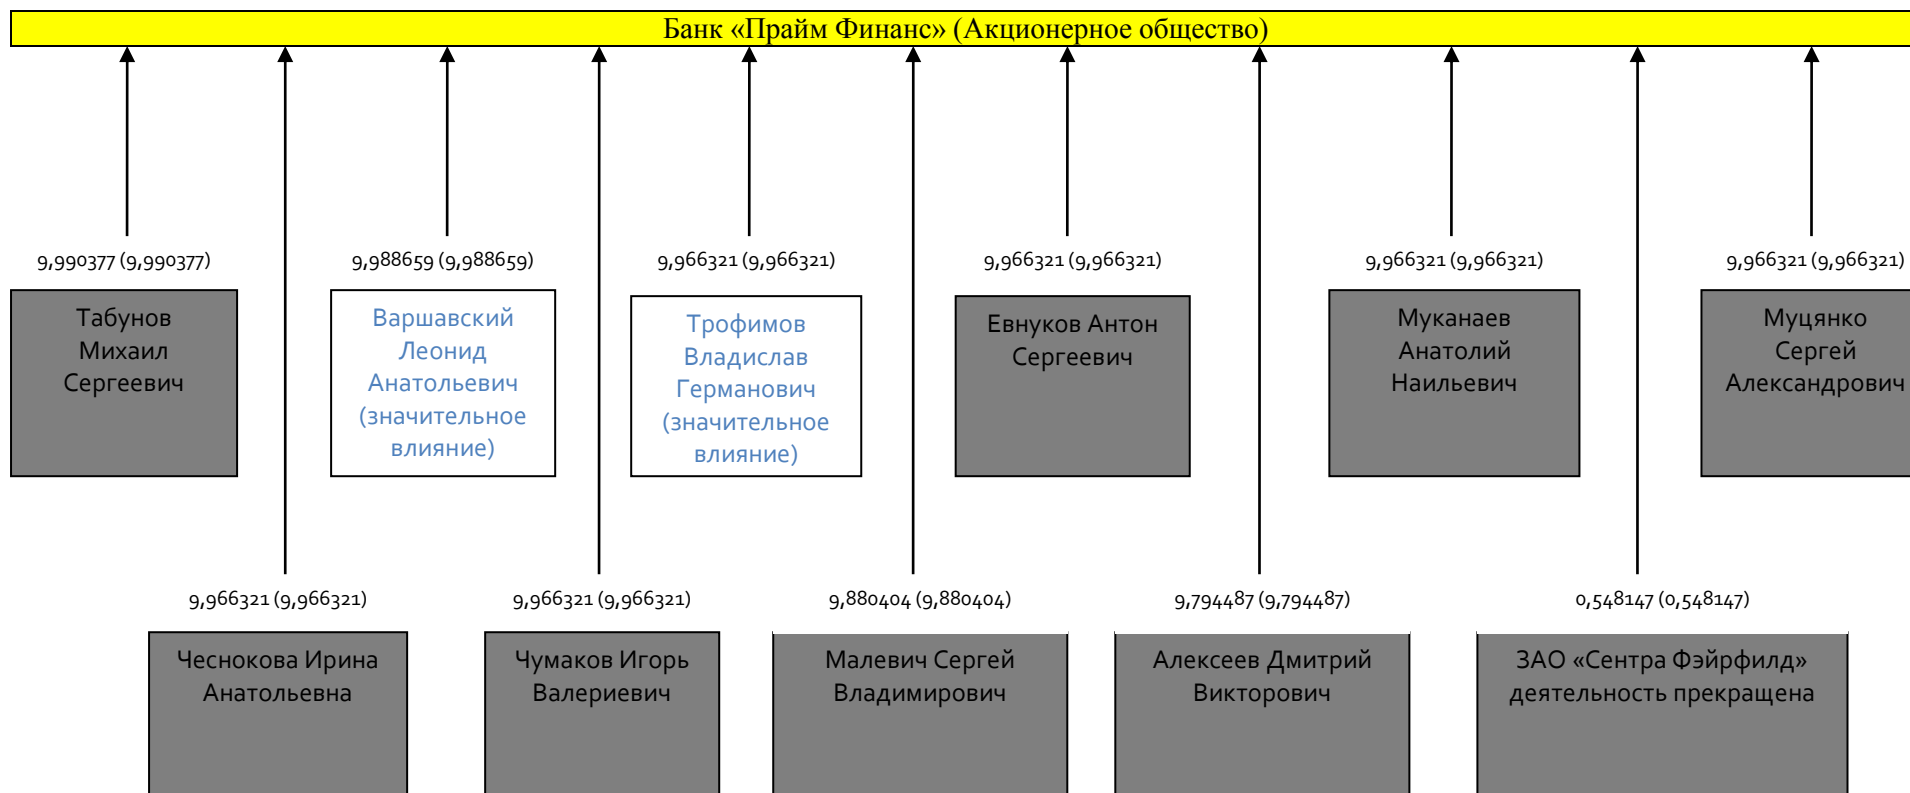 Банк «Прайм Финанс» (Акционерное общество)
9,990377 (9,990377)
Табунов
Михаил
Сергеевич
9,988659 (9,988659)
Варшавский
Леонид
Анатольевич
(значительное
влияние)
9,966321 (9,966321)
Трофимов
Владислав
Германович
(значительное
влияние)
9,966321 (9,966321)
Евнуков Антон
Сергеевич
9,966321 (9,966321)
Муканаев
Анатолий
Наильевич
9,966321 (9,966321)
Муцянко
Сергей
Александрович
9,966321 (9,966321)
Чеснокова Ирина
Анатольевна
9,966321 (9,966321)
Чумаков Игорь
Валериевич
9,880404 (9,880404)
Малевич Сергей
Владимирович
9,794487 (9,794487)
Алексеев Дмитрий
Викторович
0,548147 (0,548147)
ЗАО «Сентра Фэйрфилд»
деятельность прекращена